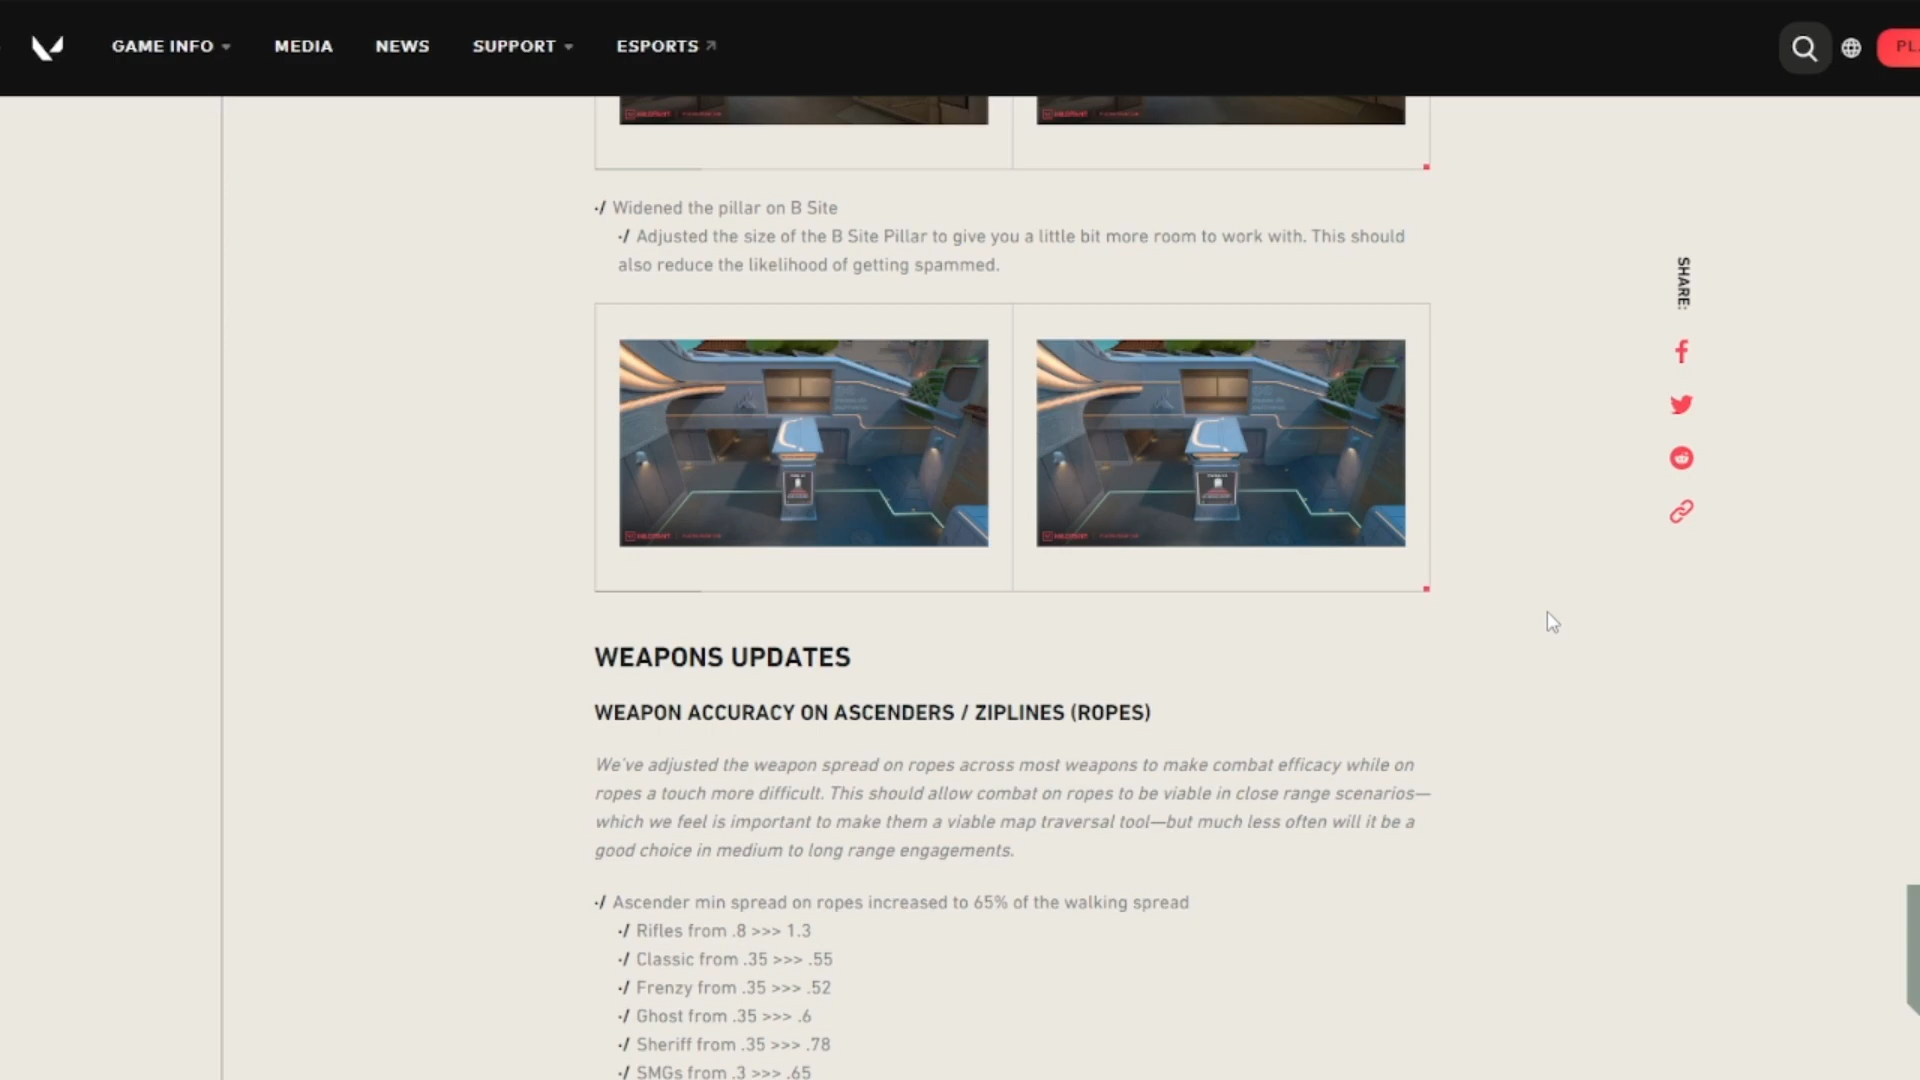 GAME INFO
MEDIA
NEWS
SUPPORT
ESPORTS
·/ Widened the pillar on B Site
·/ Adjusted the size of the B Site Pillar to give you a little bit more room to work with. This should
also reduce the likelihood of getting spammed.
SHARE:
WEAPONS UPDATES
WEAPON ACCURACY ON ASCENDERS / ZIPLINES (ROPES)
We've adjusted the weapon spread on ropes across most weapons to make combat efficacy while on
ropes a touch more difficult. This should allow combat on ropes to be viable in close range scenarios—
which we feel is important to make them a viable map traversal tool—but much less often will it be a
good choice in medium to long range engagements.
·/ Ascender min spread on ropes increased to 65% of the walking spread
·/ Rifles from .8 >>> 1.3
·/ Classic from .35 >>> .55
·/ Frenzy from .35 >>> .52
·/ Ghost from .35 >>> .6
·/ Sheriff from .35 >>> .78
·/ SMGs from .3 >>> .65